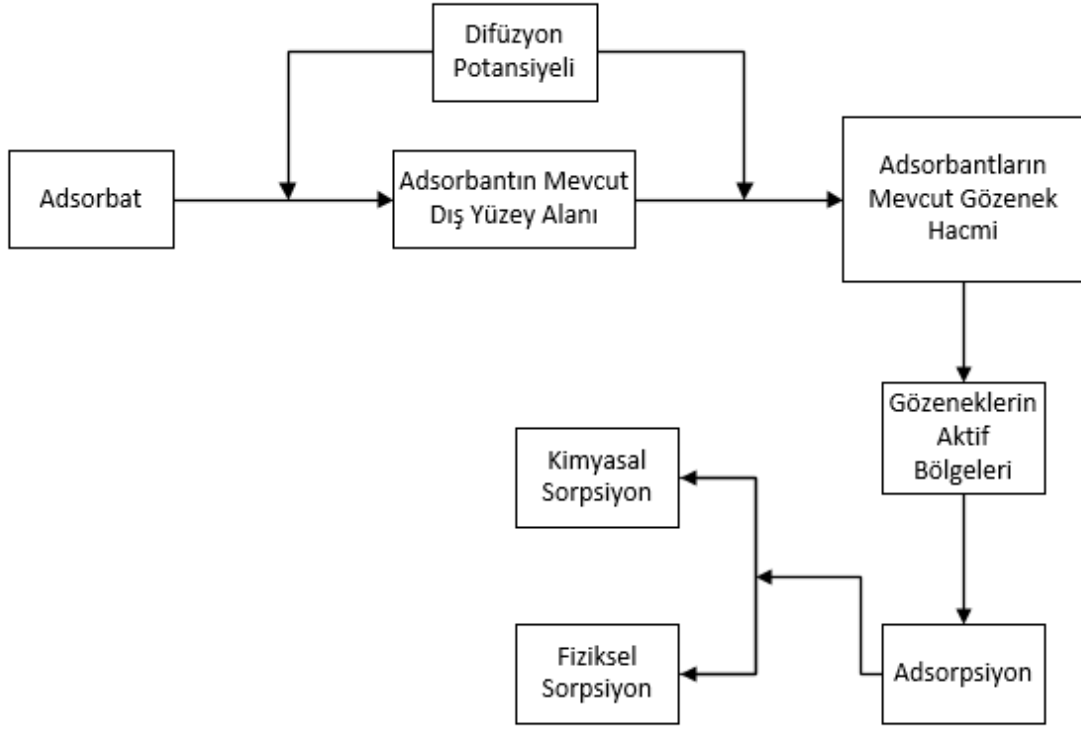 Difüzyon
Potansiyeli
Adsorbat
Adsorbantın Mevcut
Dış Yüzey Alanı
Adsorbantların
Mevcut Gözenek
Hacmi
Gözeneklerin
Aktif
Bölgeleri
Kimyasal
Sorpsiyon
Fiziksel
Sorpsiyon
Adsorpsiyon